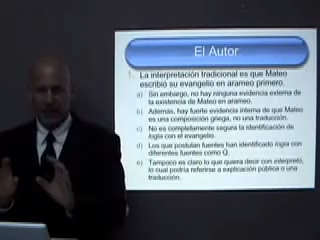 El Autor
1. La interpretación tradicional es que Mateo
escribió su evangelio en arameo primero.
a) Sin embargo, no hay ninguna evidencia externa de
la existencia de Mateo en arameo.
b) Además, hay fuerte evidencia interna de que Mateo
es una composición griega, no una traducción.
c) No es completamente segura la identificación de
logia con el evangelio.
d) Los que postulan fuentes han identificado logia con
diferentes fuentes como Q.
e) Tampoco es claro lo que quiera decir con interpretó,
lo cual podría referirse a explicación pública o una
traducción.